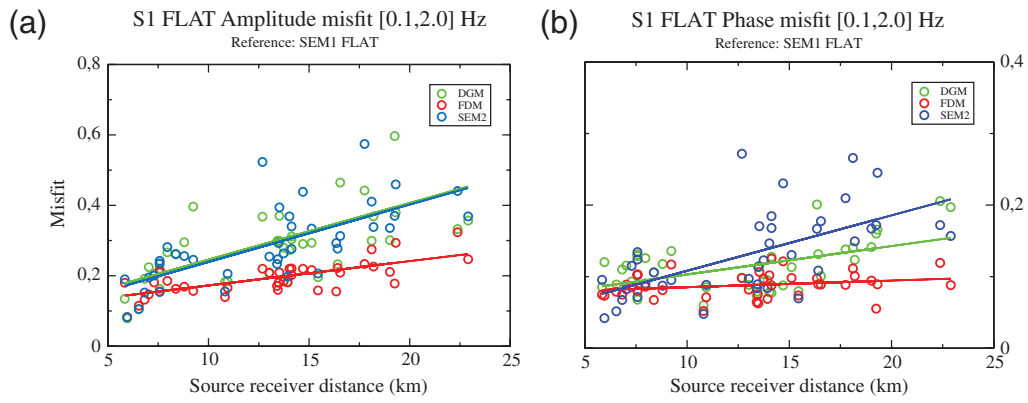 (a)
S1 FLAT Amplitude misfit [0.1,2.0] Hz
Reference: SEM1 FLAT
0,8
0,6
0,4
0,2
0
Misfit
DGM
FDM
SEM2
5 10 15 20 25
Source receiver distance (km)
(b)
S1 FLAT Phase misfit [0.1,2.0] Hz
Reference: SEM1 FLAT
0,4
0,2
0
DGM
FDM
SEM2
5 10 15 20 25
Source receiver distance (km)